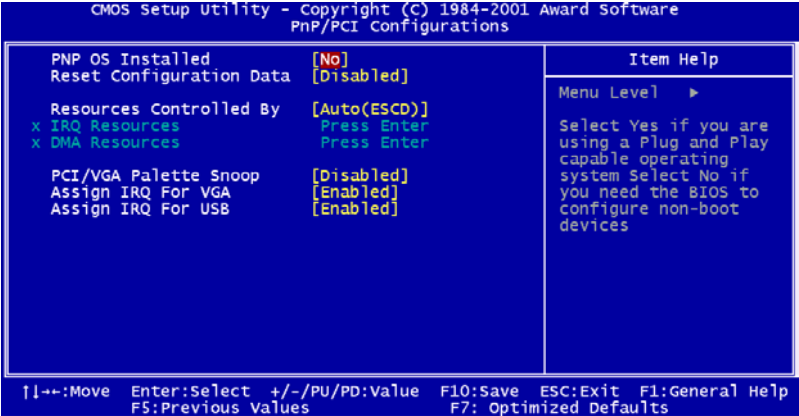 CMOS Setup Utility - Copyright (C) 1984-2001 Award Software
PnP/PCI Configurations
PNP OS Installed [No]
Reset Configuration Data [Disabled]
Resources Controlled By [Auto(ESCD)]
x IRQ Resources Press Enter
x DMA Resources Press Enter
PCI/VGA Palette Snoop [Disabled]
Assign IRQ For VGA [Enabled]
Assign IRQ For USB [Enabled]
Item Help
Menu Level ►
Select Yes if you are
using a Plug and Play
capable operating
system Select No if
you need the BIOS to
configure non-boot
devices
↑↓→←:Move Enter:Select +/-/PU/PD:Value F10:Save ESC:Exit F1:General Help
F5:Previous Values F7: Optimized Defaults